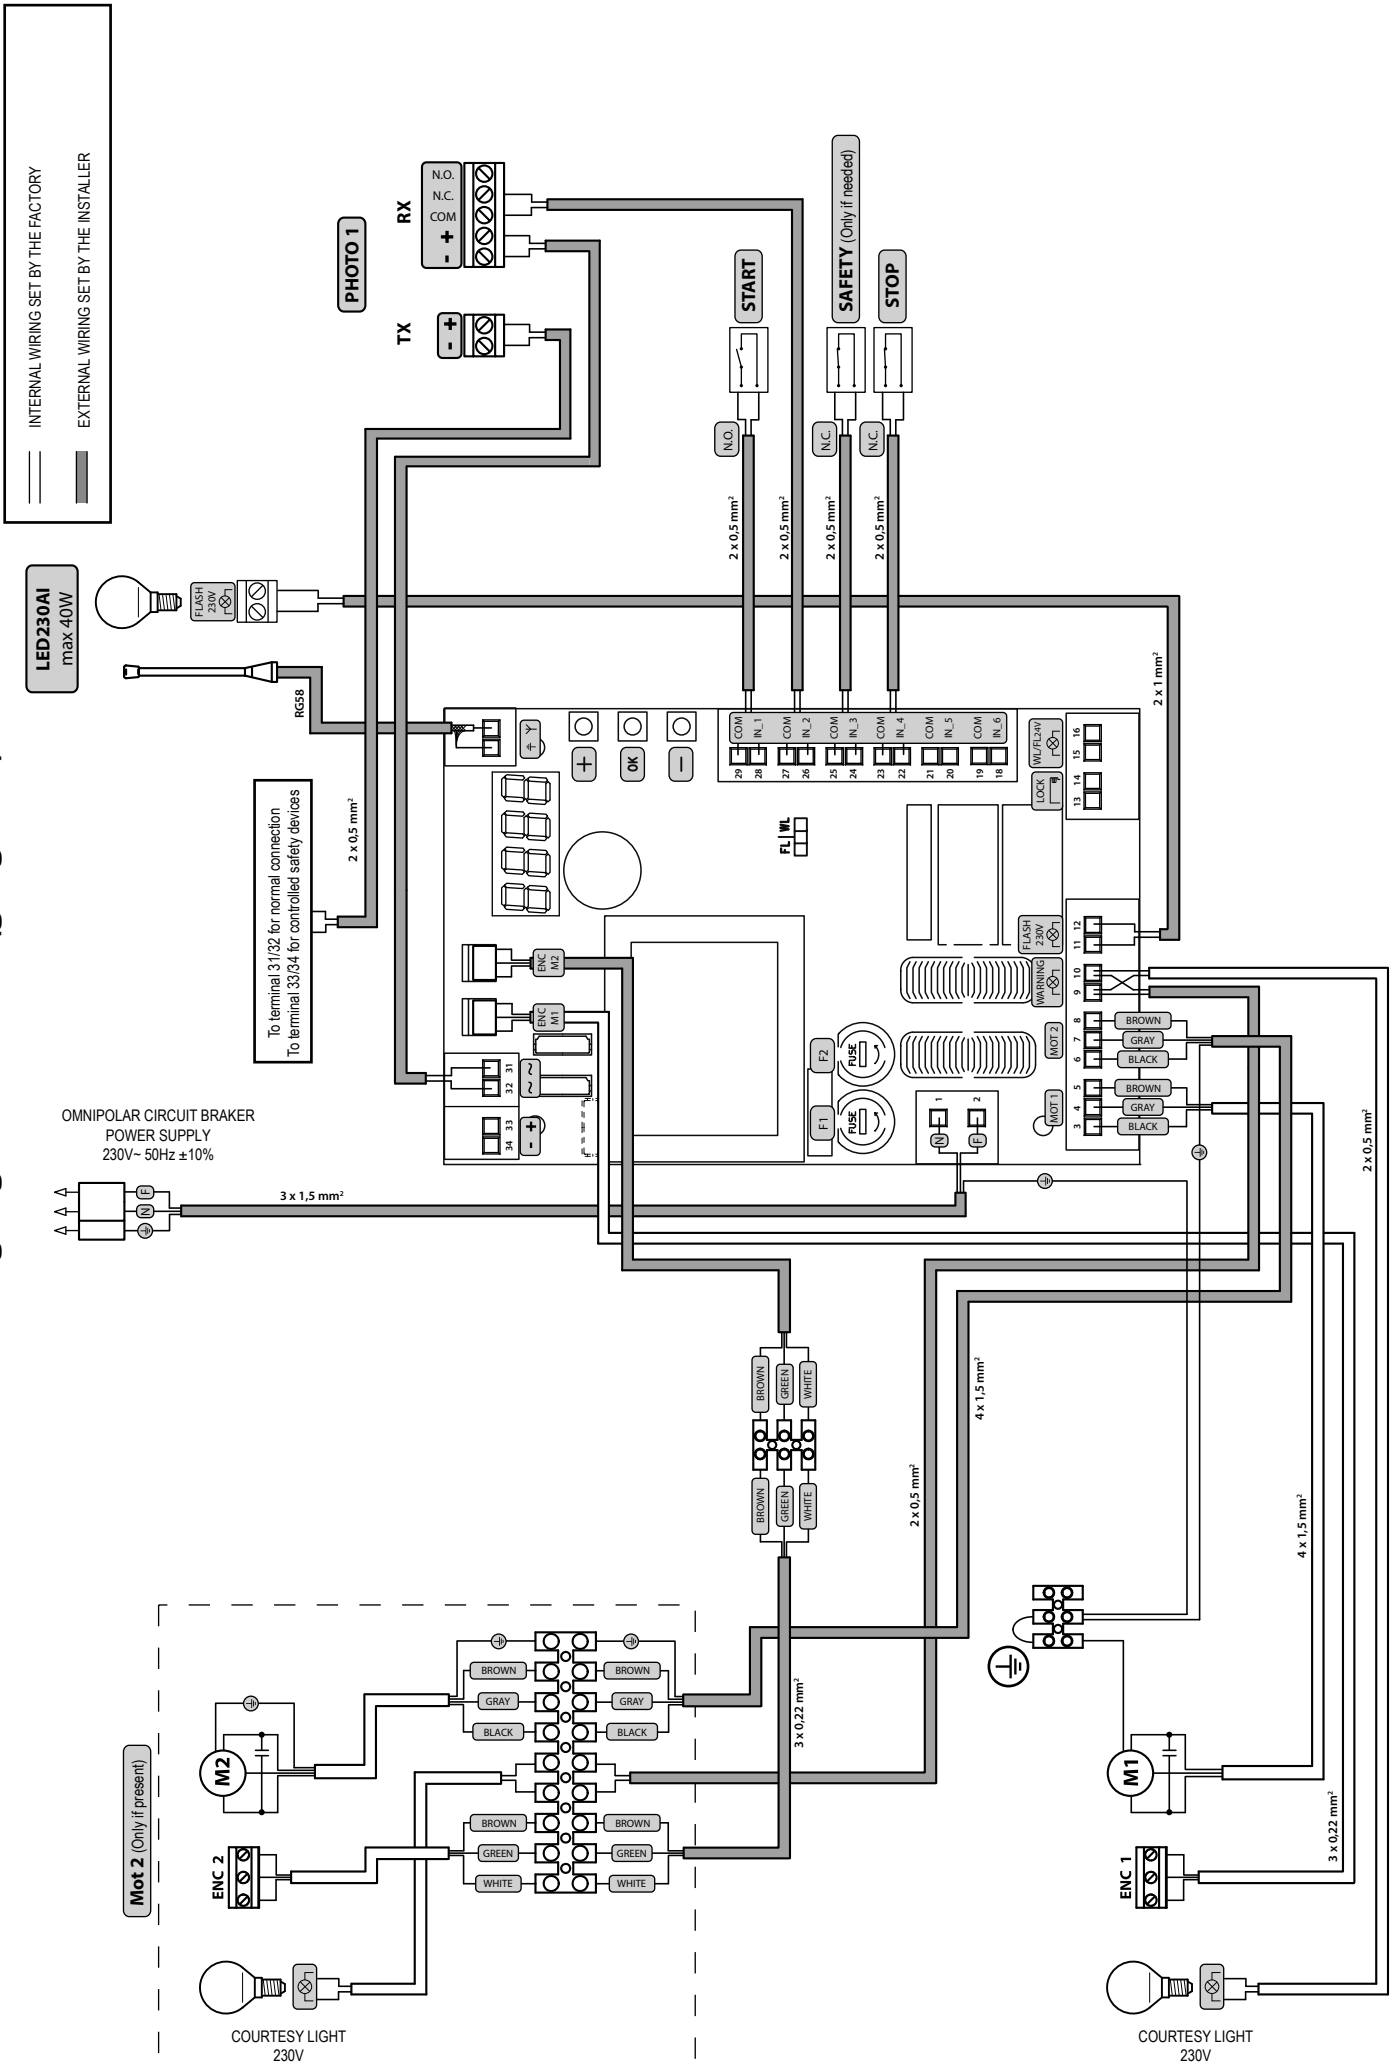 INTERNAL WIRING SET BY THE FACTORY
EXTERNAL WIRING SET BY THE INSTALLER
LED230AI
max 40W
FLASH
230V
RG58
PHOTO 1
TX
- +
RX
- + COM N.C. N.O.
START
SAFETY (Only if needed)
STOP
N.O.
N.C.
N.C.
2 x 0,5 mm²
2 x 0,5 mm²
2 x 0,5 mm²
2 x 0,5 mm²
2 x 0,5 mm²
2 x 1 mm²
To terminal 31/32 for normal connection
To terminal 33/34 for controlled safety devices
OMNIPOLAR CIRCUIT BRAKER
POWER SUPPLY
230V~ 50Hz ±10%
F
N
3 x 1,5 mm²
Y
+
OK
−
29 COM
28 IN_1
27 COM
26 IN_2
25 COM
24 IN_3
23 COM
22 IN_4
21 COM
20 IN_5
19 COM
18 IN_6
FL WL
WL/FL24V
16
15
LOCK
14
13
FLASH
230V
12
11
WARNING
10
9
MOT 2
8 BROWN
7 GRAY
6 BLACK
MOT 1
5 BROWN
4 GRAY
3 BLACK
ENC
M2
ENC
M1
31
32
~ ~
33
34
- +
F2
FUSE
F1
FUSE
1
2
N
F
BROWN
GREEN
WHITE
BROWN
GREEN
WHITE
4 x 1,5 mm²
2 x 0,5 mm²
3 x 0,22 mm²
2 x 0,5 mm²
4 x 1,5 mm²
3 x 0,22 mm²
Mot 2 (Only if present)
M2
ENC 2
BROWN
GRAY
BLACK
BROWN
GREEN
WHITE
BROWN
GRAY
BLACK
BROWN
GREEN
WHITE
COURTESY LIGHT
230V
M1
ENC 1
COURTESY LIGHT
230V